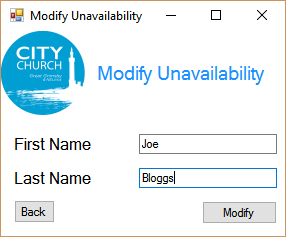 Modify Unavailability
CITY
CHURCH
Modify Unavailability
First Name
Joe
Last Name
Bloggs
Back
Modify